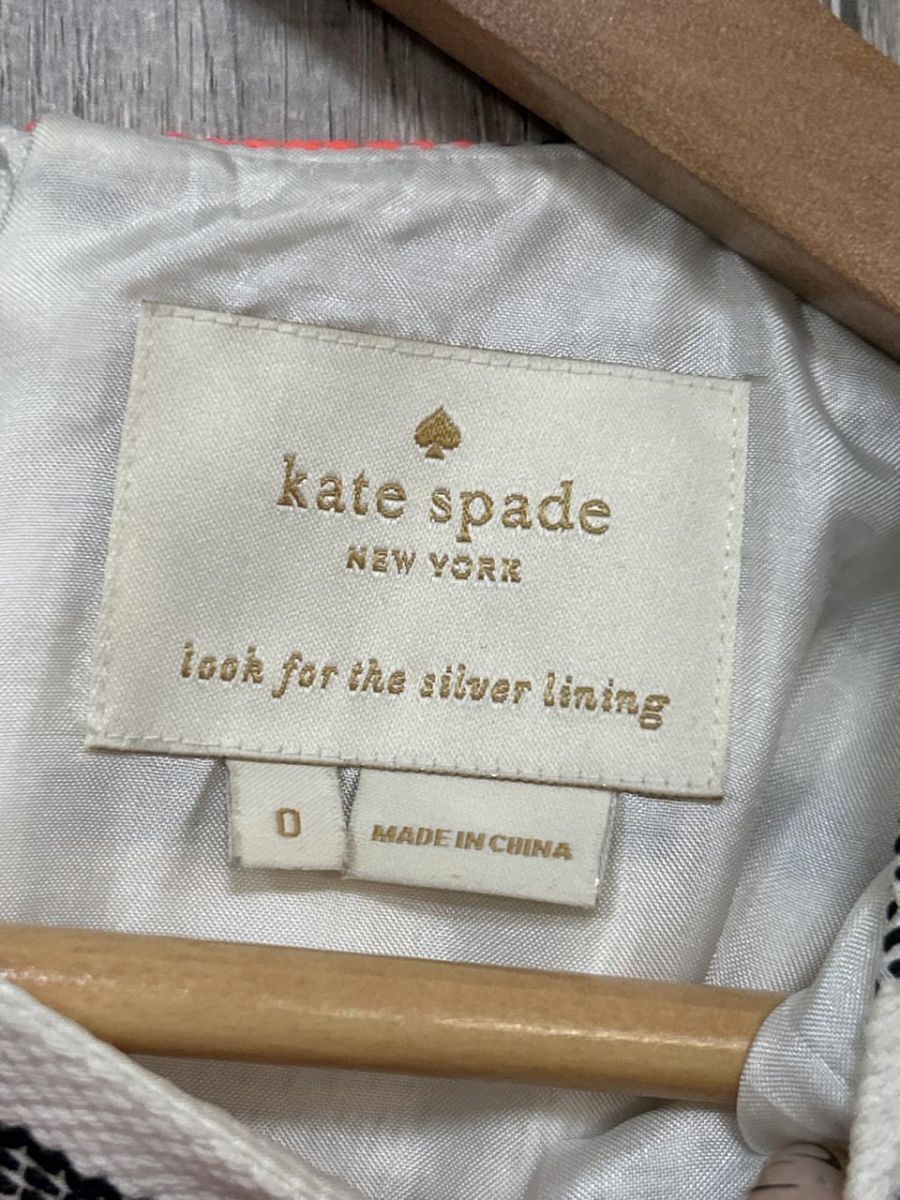 kate spade
NEW YORK
look for the silver lining
0
MADE IN CHINA